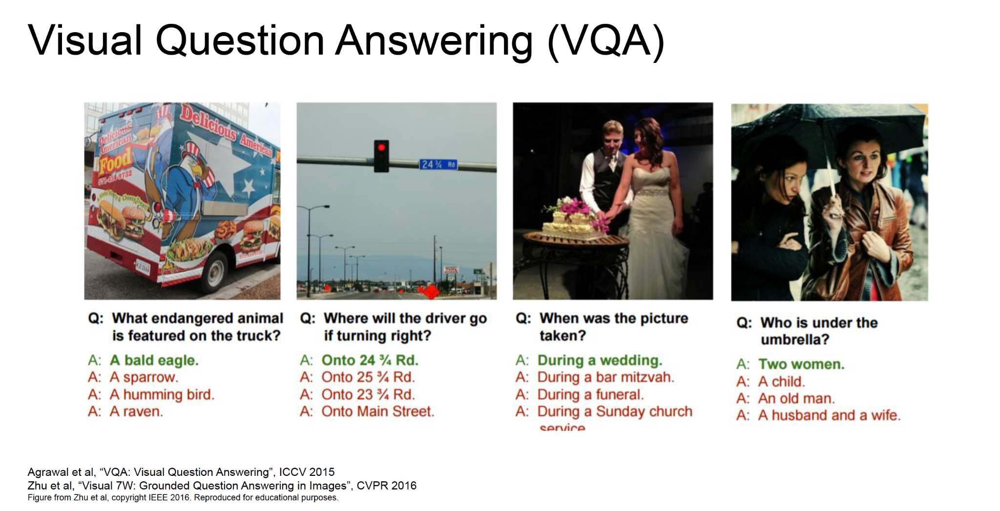 Visual Question Answering (VQA)
Delicious
American
Food
Delicious American
24 ¾ Rd
Q: What endangered animal
is featured on the truck?
A: A bald eagle.
A: A sparrow.
A: A humming bird.
A: A raven.
Q: Where will the driver go
if turning right?
A: Onto 24 ¾ Rd.
A: Onto 25 ¾ Rd.
A: Onto 23 ¾ Rd.
A: Onto Main Street.
Q: When was the picture
taken?
A: During a wedding.
A: During a bar mitzvah.
A: During a funeral.
A: During a Sunday church
service
Q: Who is under the
umbrella?
A: Two women.
A: A child.
A: An old man.
A: A husband and a wife.
Agrawal et al, “VQA: Visual Question Answering”, ICCV 2015
Zhu et al, “Visual 7W: Grounded Question Answering in Images”, CVPR 2016
Figure from Zhu et al, copyright IEEE 2016. Reproduced for educational purposes.